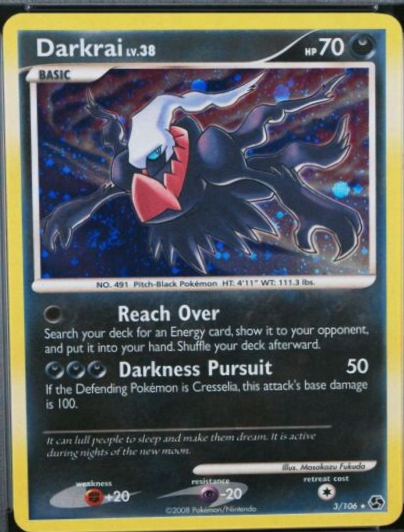 Darkrai LV.38 HP 70
BASIC
NO. 491 Pitch-Black Pokémon HT: 4'11" WT: 111.3 lbs.
Reach Over
Search your deck for an Energy card, show it to your opponent,
and put it into your hand. Shuffle your deck afterward.
Darkness Pursuit 50
If the Defending Pokémon is Cresselia, this attack's base damage
is 100.
It can lull people to sleep and make them dream. It is active
during nights of the new moon.
Illus. Masakazu Fukuda
weakness resistance retreat cost
+20 -20
©2008 Pokémon/Nintendo 3/106